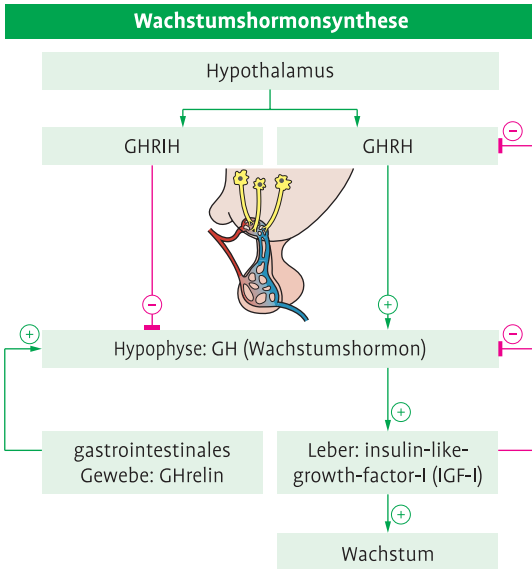 Wachstumshormonsynthese
Hypothalamus
GHRIH
GHRH
−
−
+
+
Hypophyse: GH (Wachstumshormon)
−
+
gastrointestinales
Gewebe: GHrelin
Leber: insulin-like-
growth-factor-I (IGF-I)
+
Wachstum